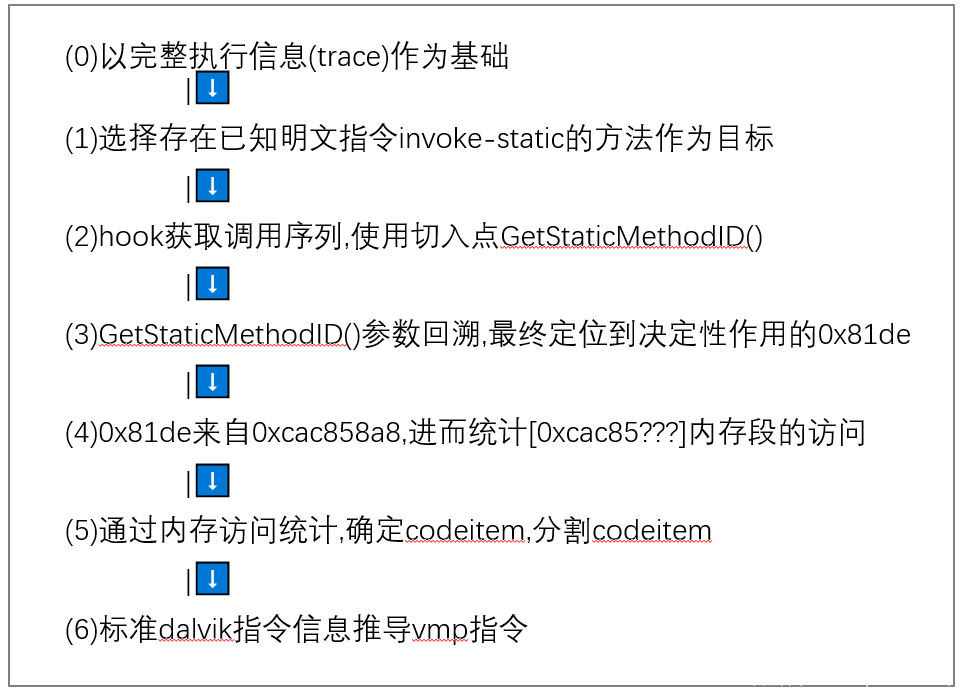 (0)以完整执行信息(trace)作为基础
|↓
(1)选择存在已知明文指令invoke-static的方法作为目标
|↓
(2)hook获取调用序列,使用切入点GetStaticMethodID()
|↓
(3)GetStaticMethodID()参数回溯,最终定位到决定性作用的0x81de
|↓
(4)0x81de来自0xcac858a8,进而统计[0xcac85???]内存段的访问
|↓
(5)通过内存访问统计,确定codeitem,分割codeitem
|↓
(6)标准dalvik指令信息推导vmp指令